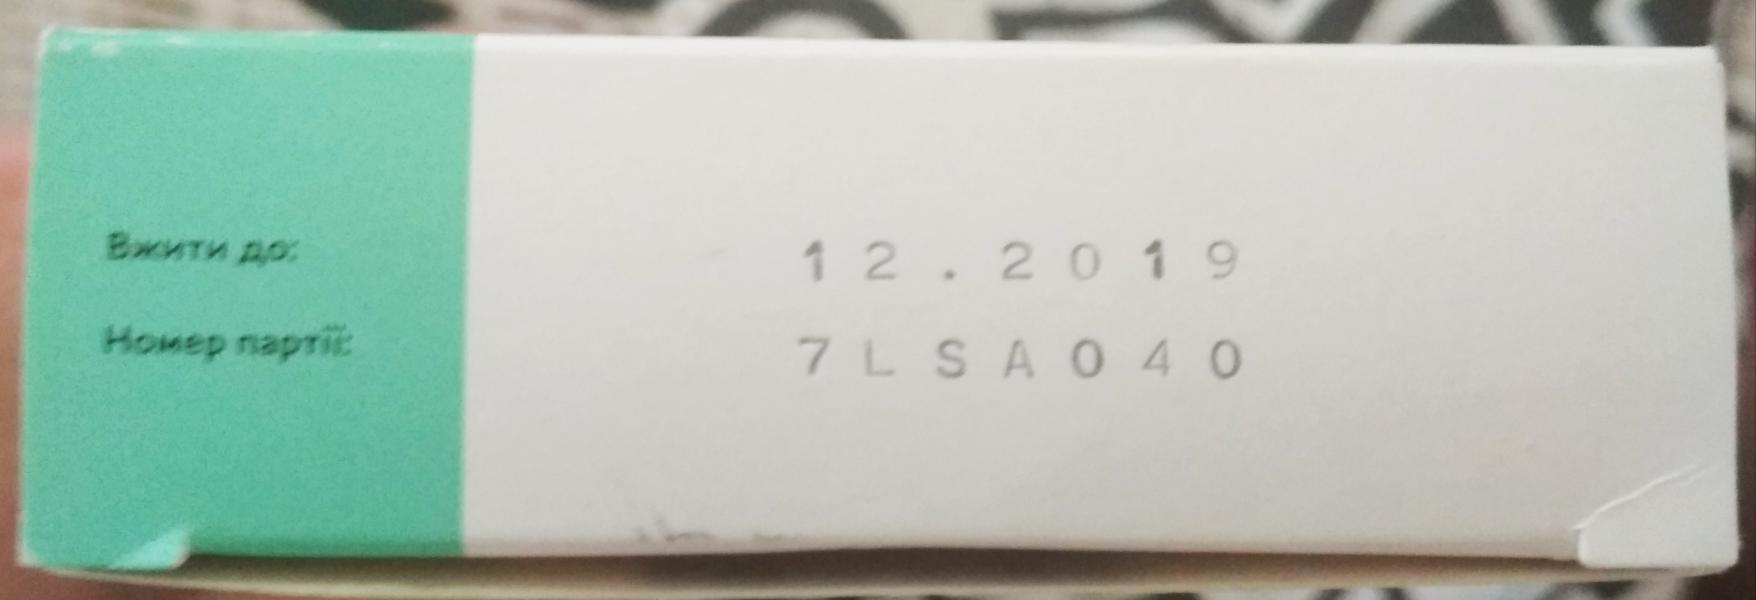 Вжити до: 12.2019
Номер партії: 7LSA040